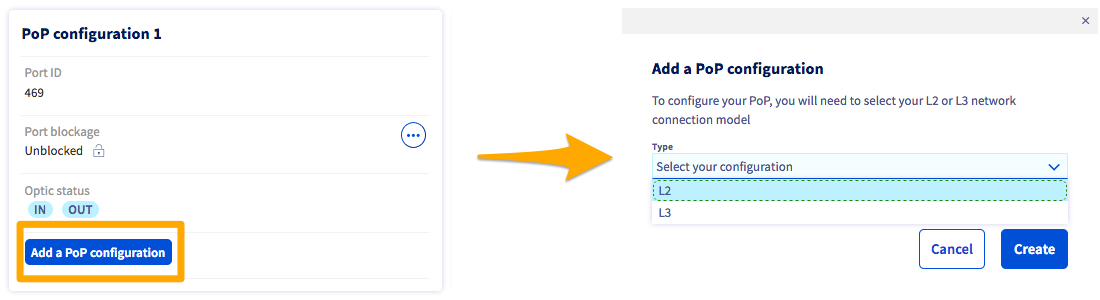 PoP configuration 1
Port ID
469
Port blockage
Unblocked
Optic status
IN OUT
Add a PoP configuration
Add a PoP configuration
To configure your PoP, you will need to select your L2 or L3 network
connection model
Type
Select your configuration
L2
L3
Cancel Create